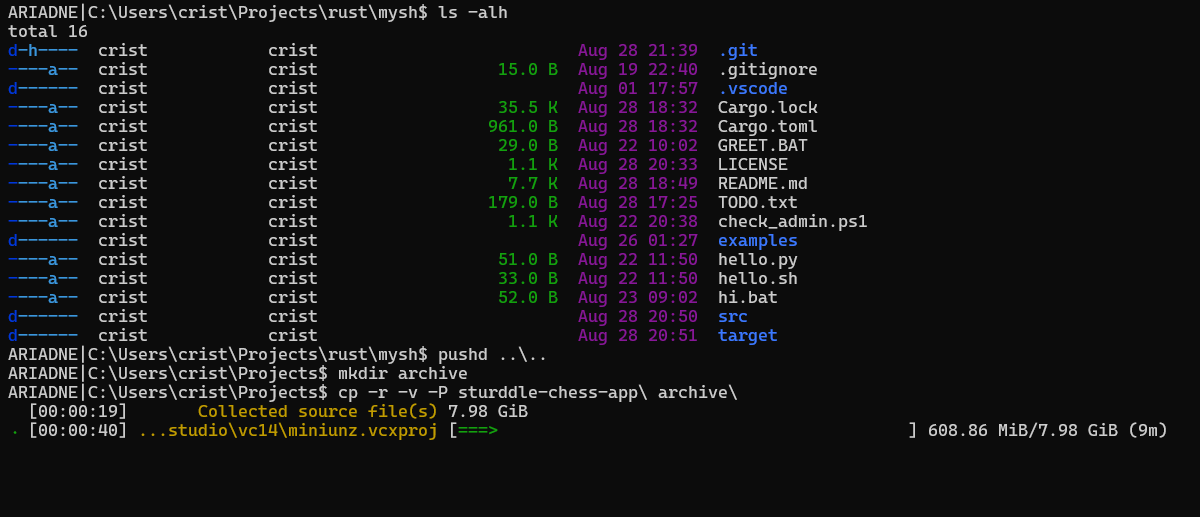 ARIADNE|C:\Users\crist\Projects\rust\mysh$ ls -alh
total 16
d-h----  crist            crist                          Aug 28 21:39  .git
----a--  crist            crist                  15.0 B  Aug 19 22:40  .gitignore
d------  crist            crist                          Aug 01 17:57  .vscode
----a--  crist            crist                  35.5 K  Aug 28 18:32  Cargo.lock
----a--  crist            crist                 961.0 B  Aug 28 18:32  Cargo.toml
----a--  crist            crist                  29.0 B  Aug 22 10:02  GREET.BAT
----a--  crist            crist                   1.1 K  Aug 28 20:33  LICENSE
----a--  crist            crist                   7.7 K  Aug 28 18:49  README.md
----a--  crist            crist                 179.0 B  Aug 28 17:25  TODO.txt
----a--  crist            crist                   1.1 K  Aug 22 20:38  check_admin.ps1
d------  crist            crist                          Aug 26 01:27  examples
----a--  crist            crist                  51.0 B  Aug 22 11:50  hello.py
----a--  crist            crist                  33.0 B  Aug 22 11:50  hello.sh
----a--  crist            crist                  52.0 B  Aug 23 09:02  hi.bat
d------  crist            crist                          Aug 28 20:50  src
d------  crist            crist                          Aug 28 20:51  target
ARIADNE|C:\Users\crist\Projects\rust\mysh$ pushd ..\..
ARIADNE|C:\Users\crist\Projects$ mkdir archive
ARIADNE|C:\Users\crist\Projects$ cp -r -v -P sturddle-chess-app\ archive\
  [00:00:19]       Collected source file(s) 7.98 GiB
. [00:00:40] ...studio\vc14\miniunz.vcxproj [===>                                         ] 608.86 MiB/7.98 GiB (9m)